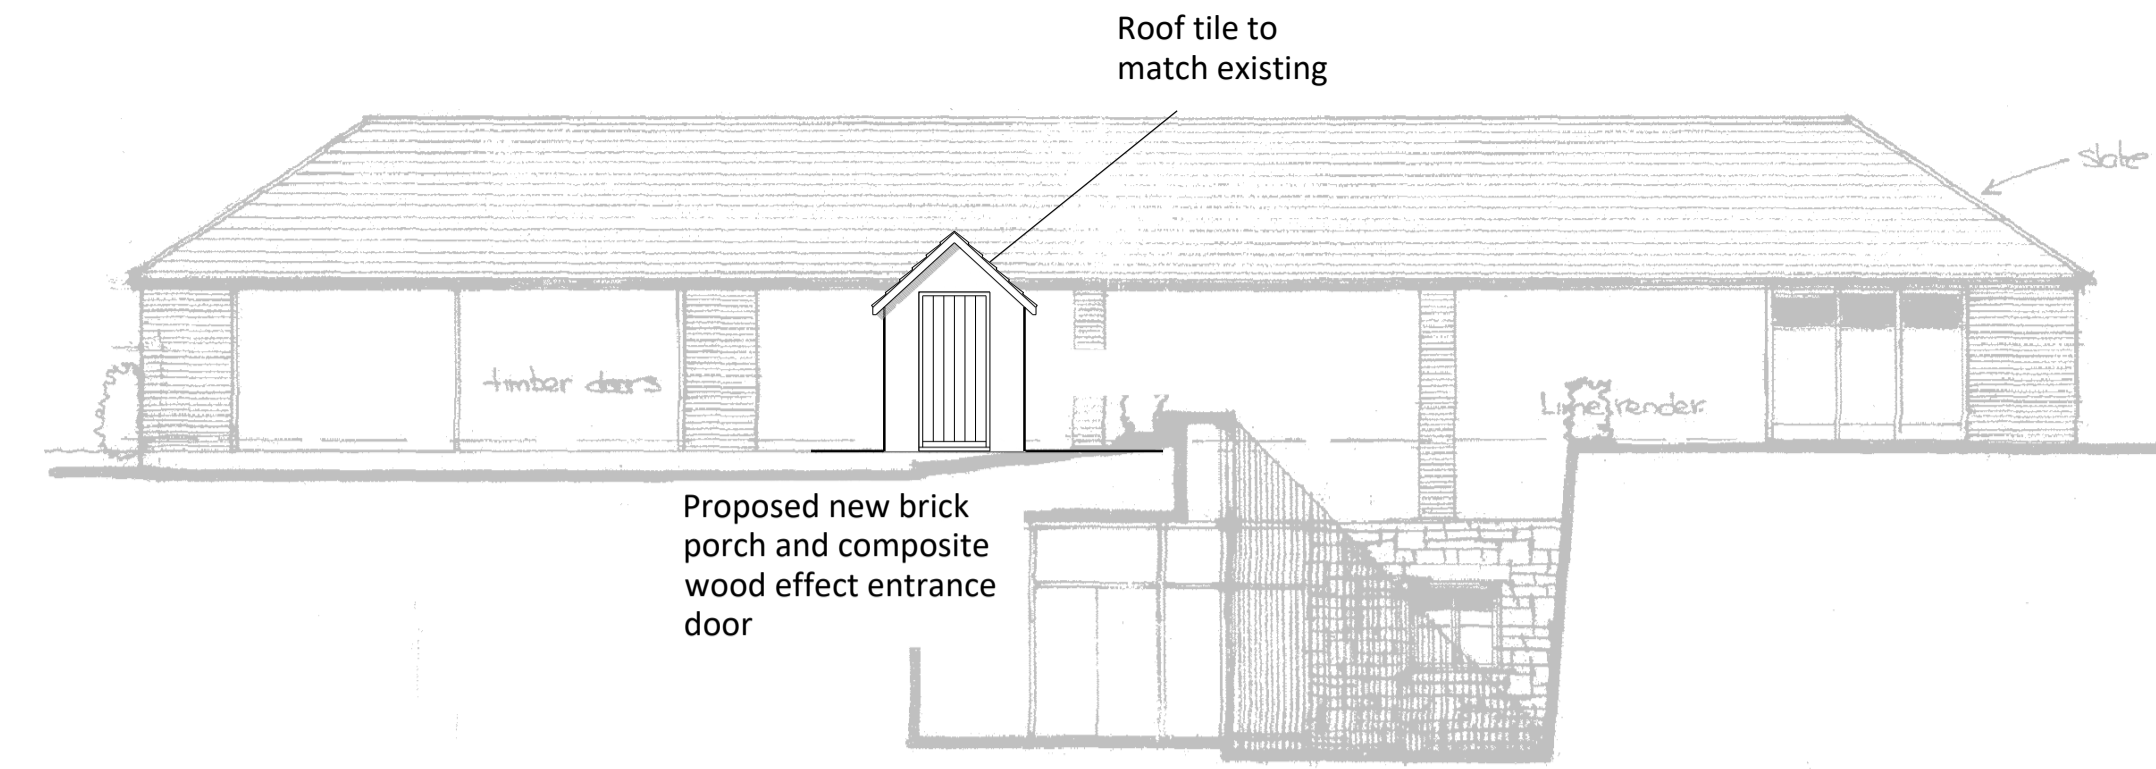 Roof tile to
match existing
slate
timber doors
Lime render
Proposed new brick
porch and composite
wood effect entrance
door